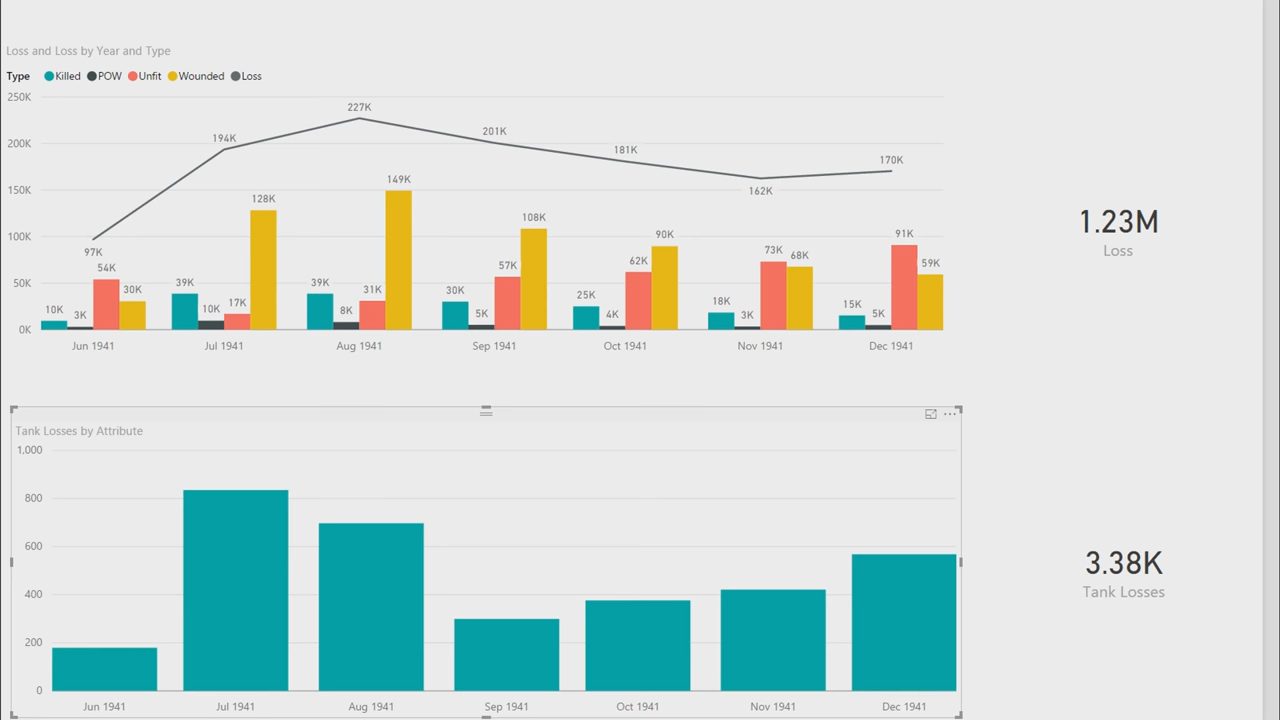 Loss and Loss by Year and Type
Type Killed POW Unfit Wounded Loss
250K
200K
150K
100K
50K
0K
97K
194K
227K
201K
181K
162K
170K
10K 3K 54K 30K
39K 10K 17K 128K
39K 8K 31K 149K
30K 5K 57K 108K
25K 4K 62K 90K
18K 3K 73K 68K
15K 5K 91K 59K
Jun 1941 Jul 1941 Aug 1941 Sep 1941 Oct 1941 Nov 1941 Dec 1941
1.23M
Loss
Tank Losses by Attribute
1,000
800
600
400
200
0
Jun 1941 Jul 1941 Aug 1941 Sep 1941 Oct 1941 Nov 1941 Dec 1941
3.38K
Tank Losses